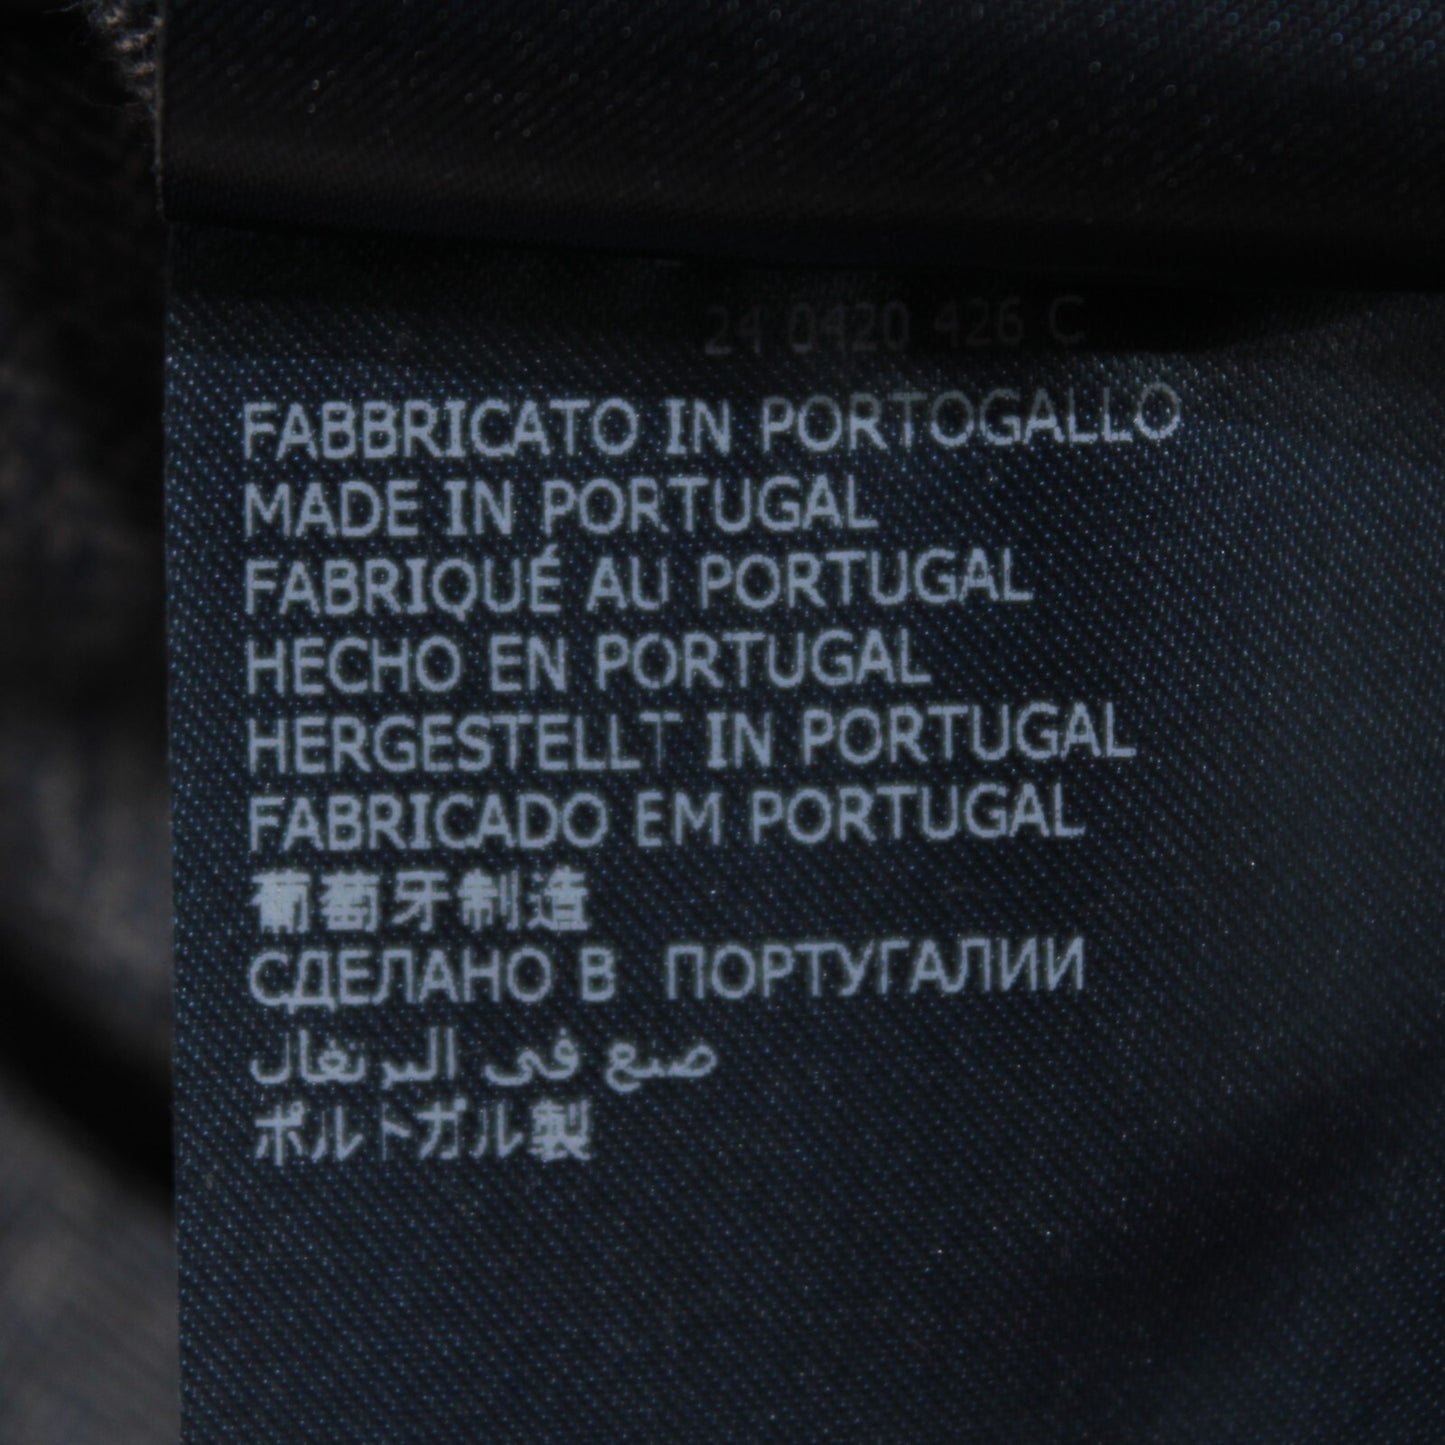 24 0420 426 C
FABBRICATO IN PORTOGALLO
MADE IN PORTUGAL
FABRIQUÉ AU PORTUGAL
HECHO EN PORTUGAL
HERGESTELLT IN PORTUGAL
FABRICADO EM PORTUGAL
葡萄牙制造
СДЕЛАНО В ПОРТУГАЛИИ
صنع في البرتغال
ポルトガル製